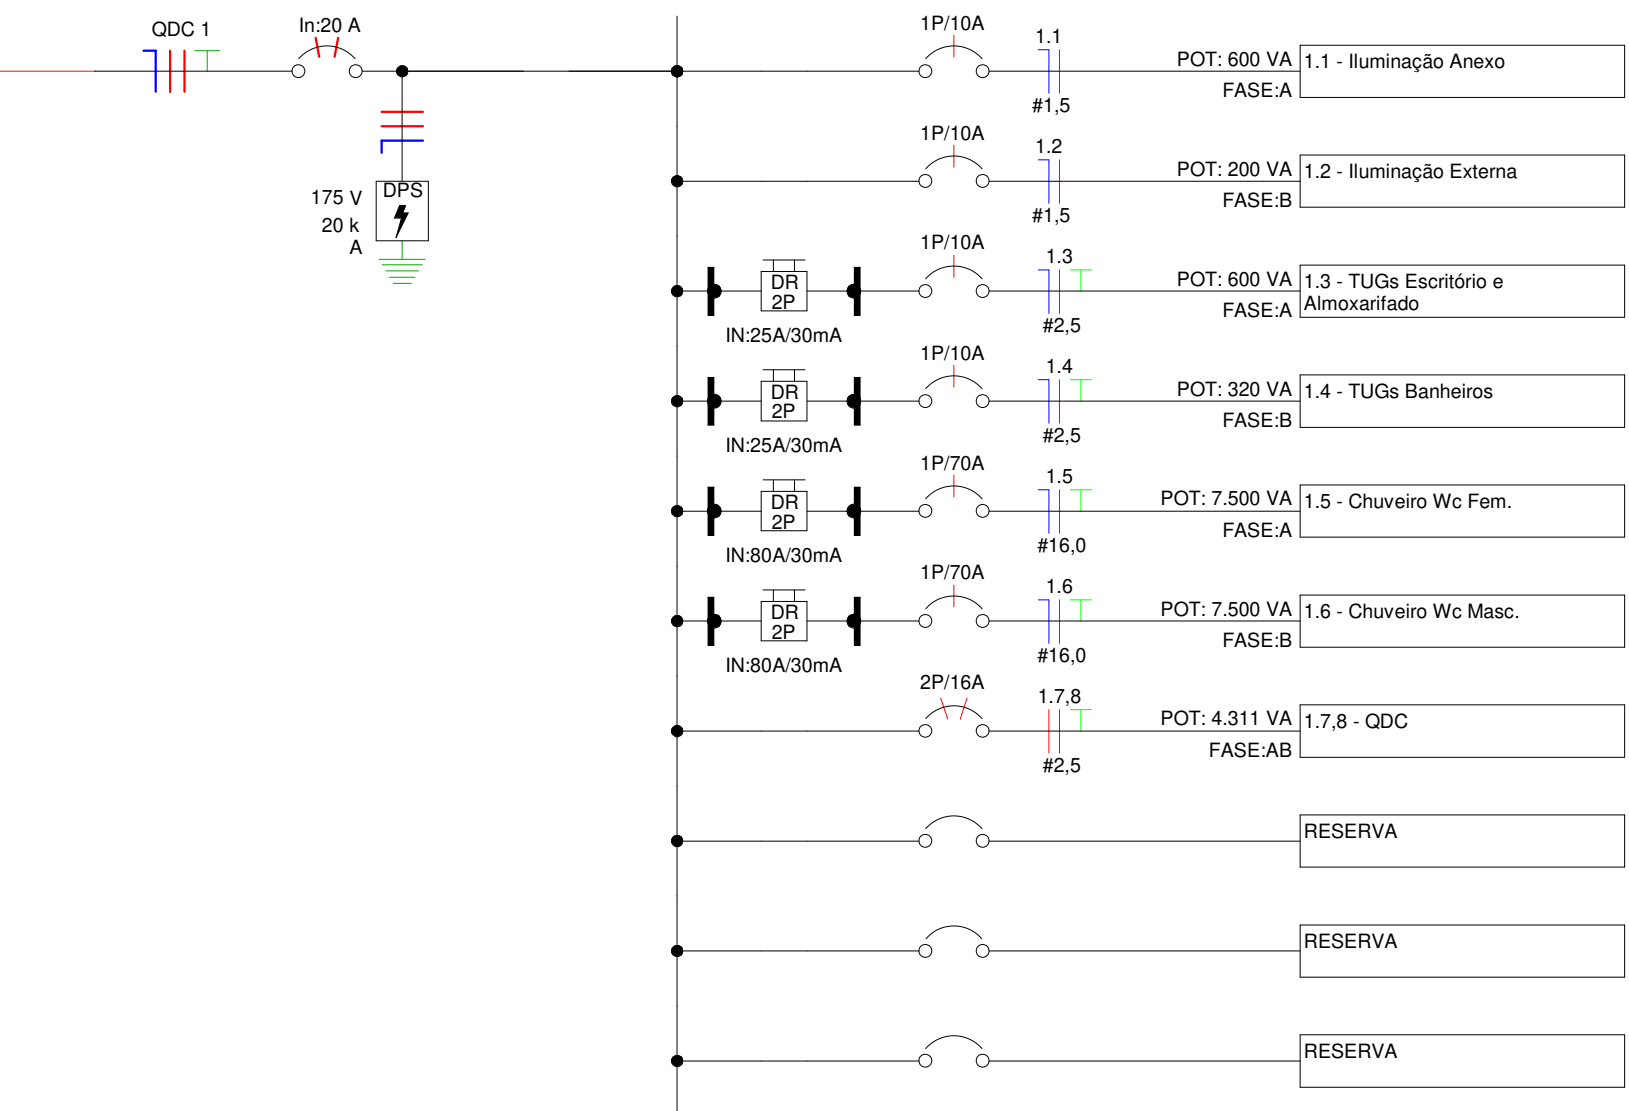 QDC 1
In:20 A
175 V
20 k
A
DPS
1P/10A
1.1
#1,5
POT: 600 VA
FASE:A
1.1 - Iluminação Anexo
1P/10A
1.2
#1,5
POT: 200 VA
FASE:B
1.2 - Iluminação Externa
DR
2P
IN:25A/30mA
1P/10A
1.3
#2,5
POT: 600 VA
FASE:A
1.3 - TUGs Escritório e
Almoxarifado
DR
2P
IN:25A/30mA
1P/10A
1.4
#2,5
POT: 320 VA
FASE:B
1.4 - TUGs Banheiros
DR
2P
IN:80A/30mA
1P/70A
1.5
#16,0
POT: 7.500 VA
FASE:A
1.5 - Chuveiro Wc Fem.
DR
2P
IN:80A/30mA
1P/70A
1.6
#16,0
POT: 7.500 VA
FASE:B
1.6 - Chuveiro Wc Masc.
2P/16A
1.7,8
#2,5
POT: 4.311 VA
FASE:AB
1.7,8 - QDC
RESERVA
RESERVA
RESERVA